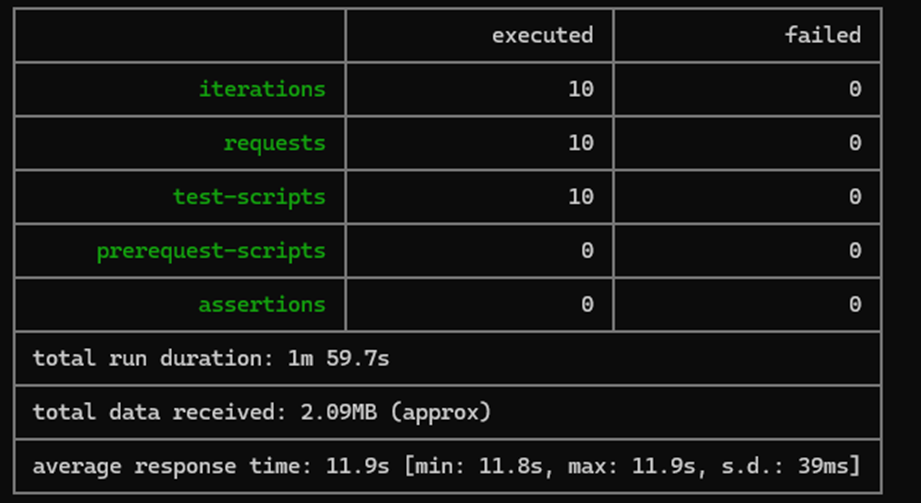 executed failed
iterations 10 0
requests 10 0
test-scripts 10 0
prerequest-scripts 0 0
assertions 0 0
total run duration: 1m 59.7s
total data received: 2.09MB (approx)
average response time: 11.9s [min: 11.8s, max: 11.9s, s.d.: 39ms]